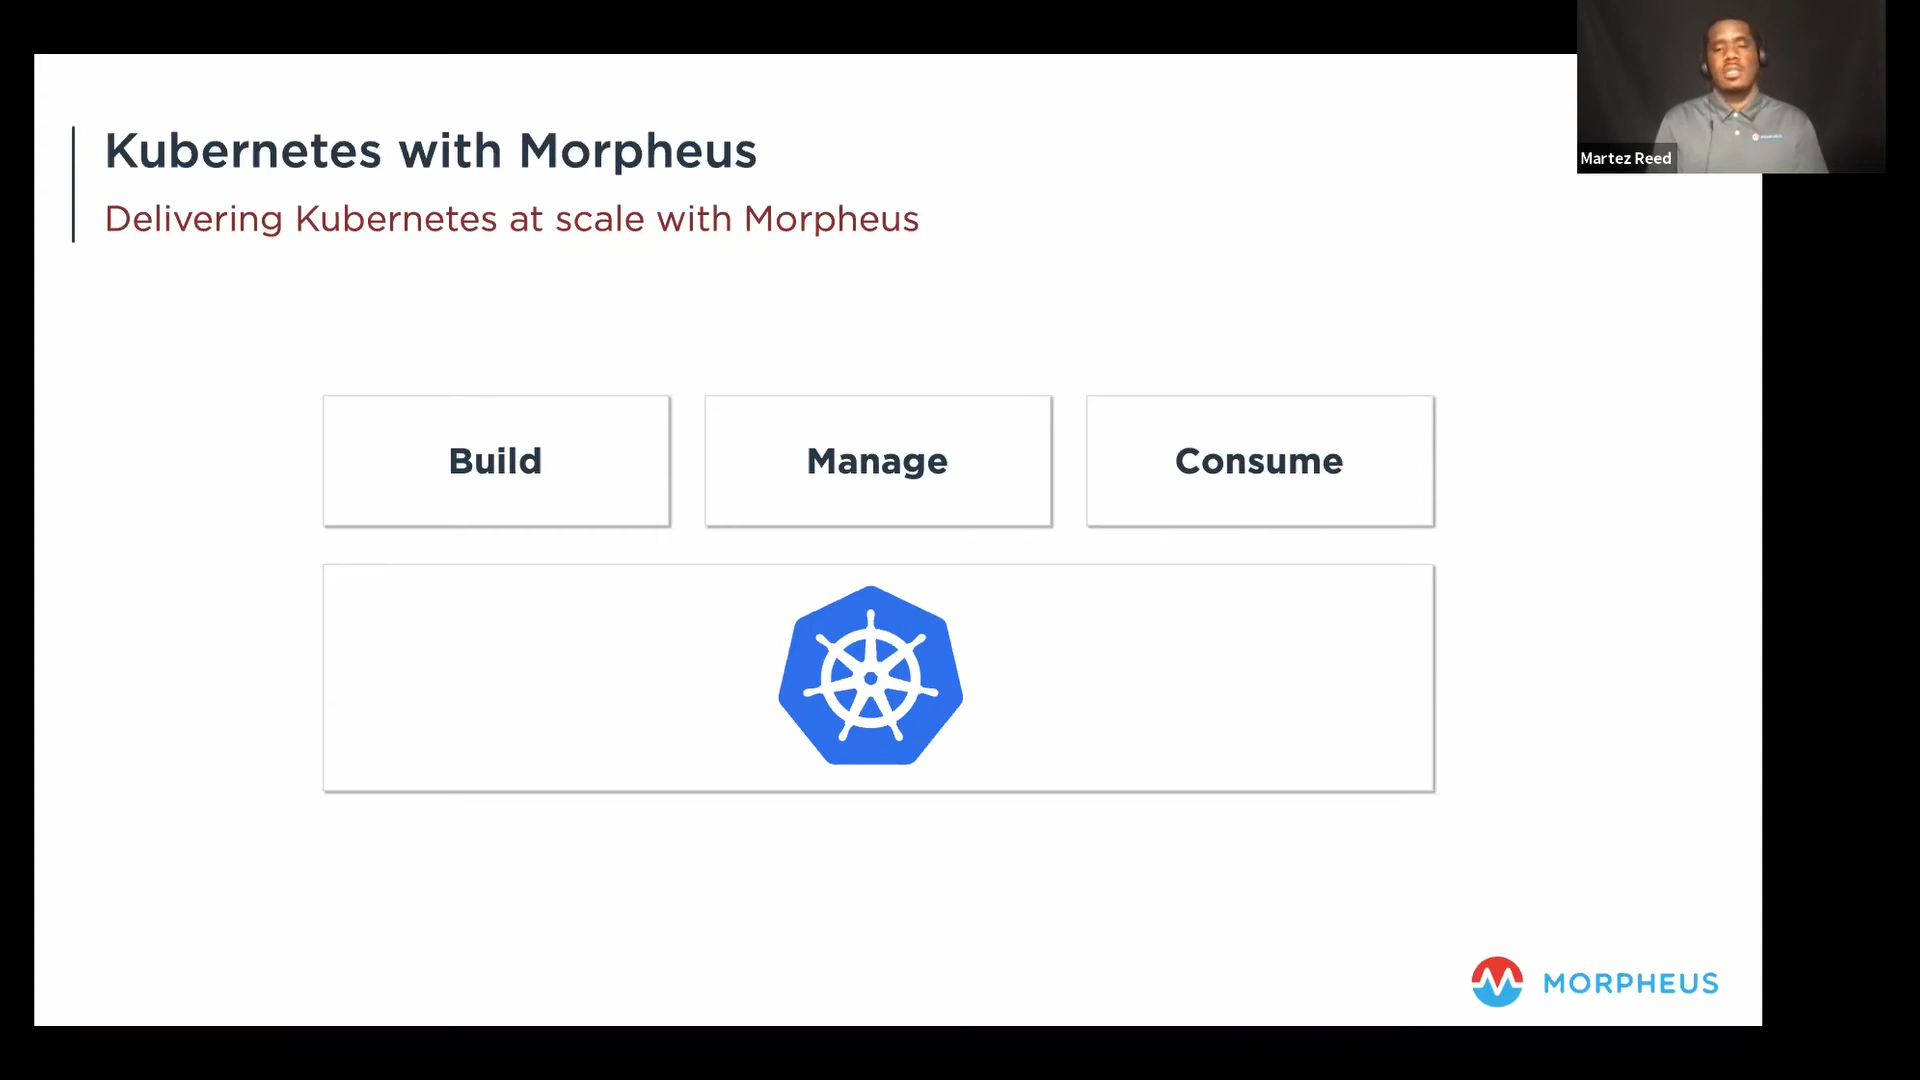 Kubernetes with Morpheus
Delivering Kubernetes at scale with Morpheus
Martez Reed
Build
Manage
Consume
MORPHEUS